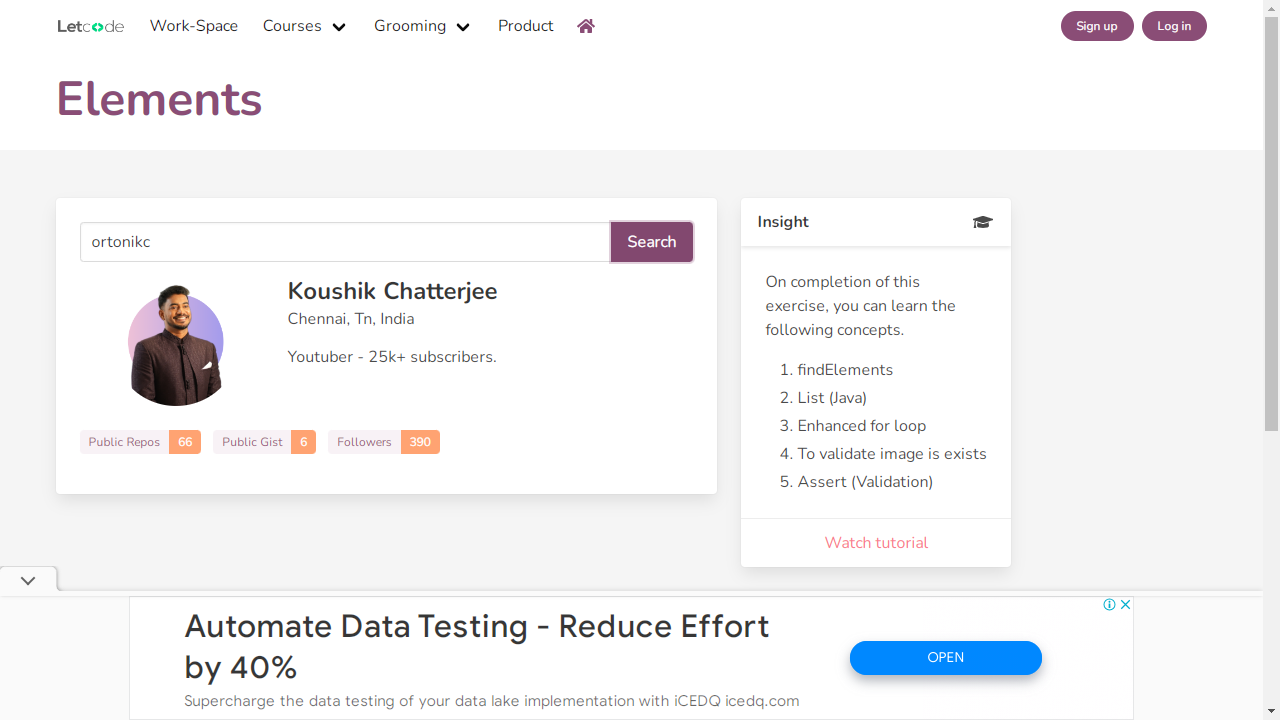 Letcode Work-Space Courses Grooming Product Sign up Log in
Elements
ortonikc Search
Koushik Chatterjee
Chennai, Tn, India
Youtuber - 25k+ subscribers.
Public Repos 66 Public Gist 6 Followers 390
Insight
On completion of this
exercise, you can learn the
following concepts.
1. findElements
2. List (Java)
3. Enhanced for loop
4. To validate image is exists
5. Assert (Validation)
Watch tutorial
Automate Data Testing - Reduce Effort
by 40%
Supercharge the data testing of your data lake implementation with iCEDQ icedq.com
OPEN